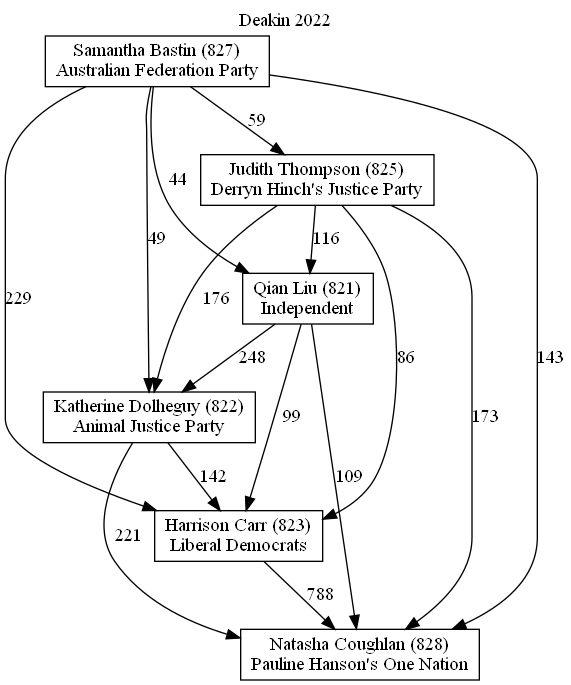 Deakin 2022
Samantha Bastin (827)
Australian Federation Party
59
Judith Thompson (825)
Derryn Hinch's Justice Party
44
49
116
Qian Liu (821)
Independent
229
176
248
86
143
Katherine Dolheguy (822)
Animal Justice Party
99
173
142
109
221
Harrison Carr (823)
Liberal Democrats
788
Natasha Coughlan (828)
Pauline Hanson's One Nation